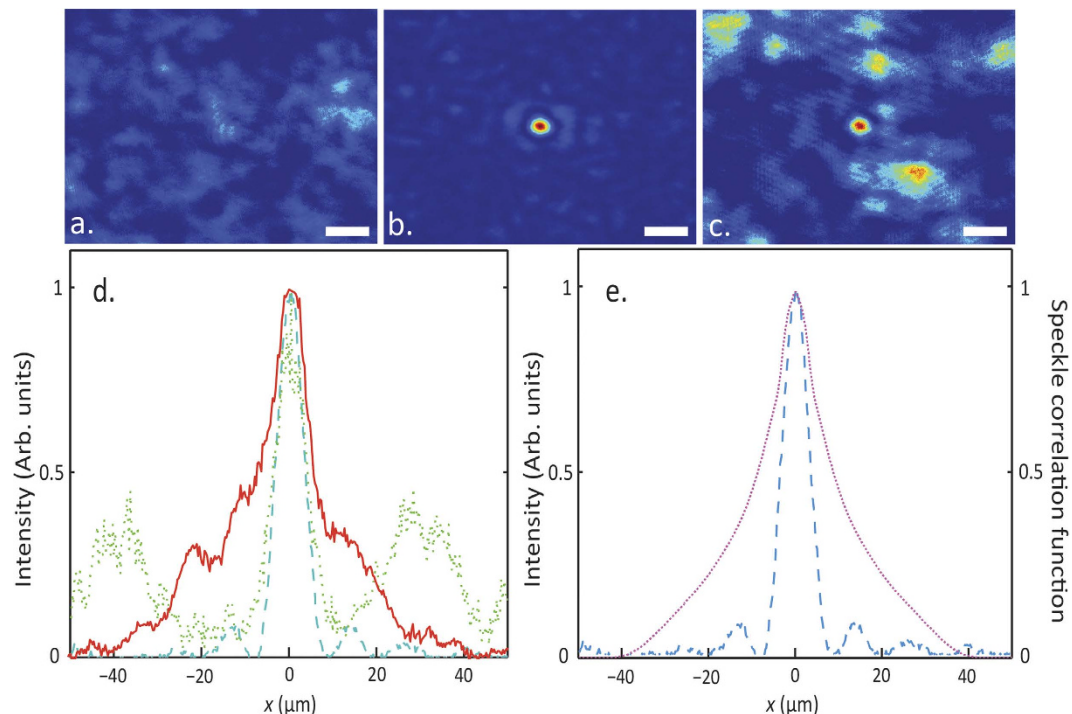 a.
b.
c.
d.
e.
1
0.5
0
Intensity (Arb. units)
−40
−20
0
20
40
x (μm)
1
0.5
0
Intensity (Arb. units)
1
0.5
0
Speckle correlation function
−40
−20
0
20
40
x (μm)